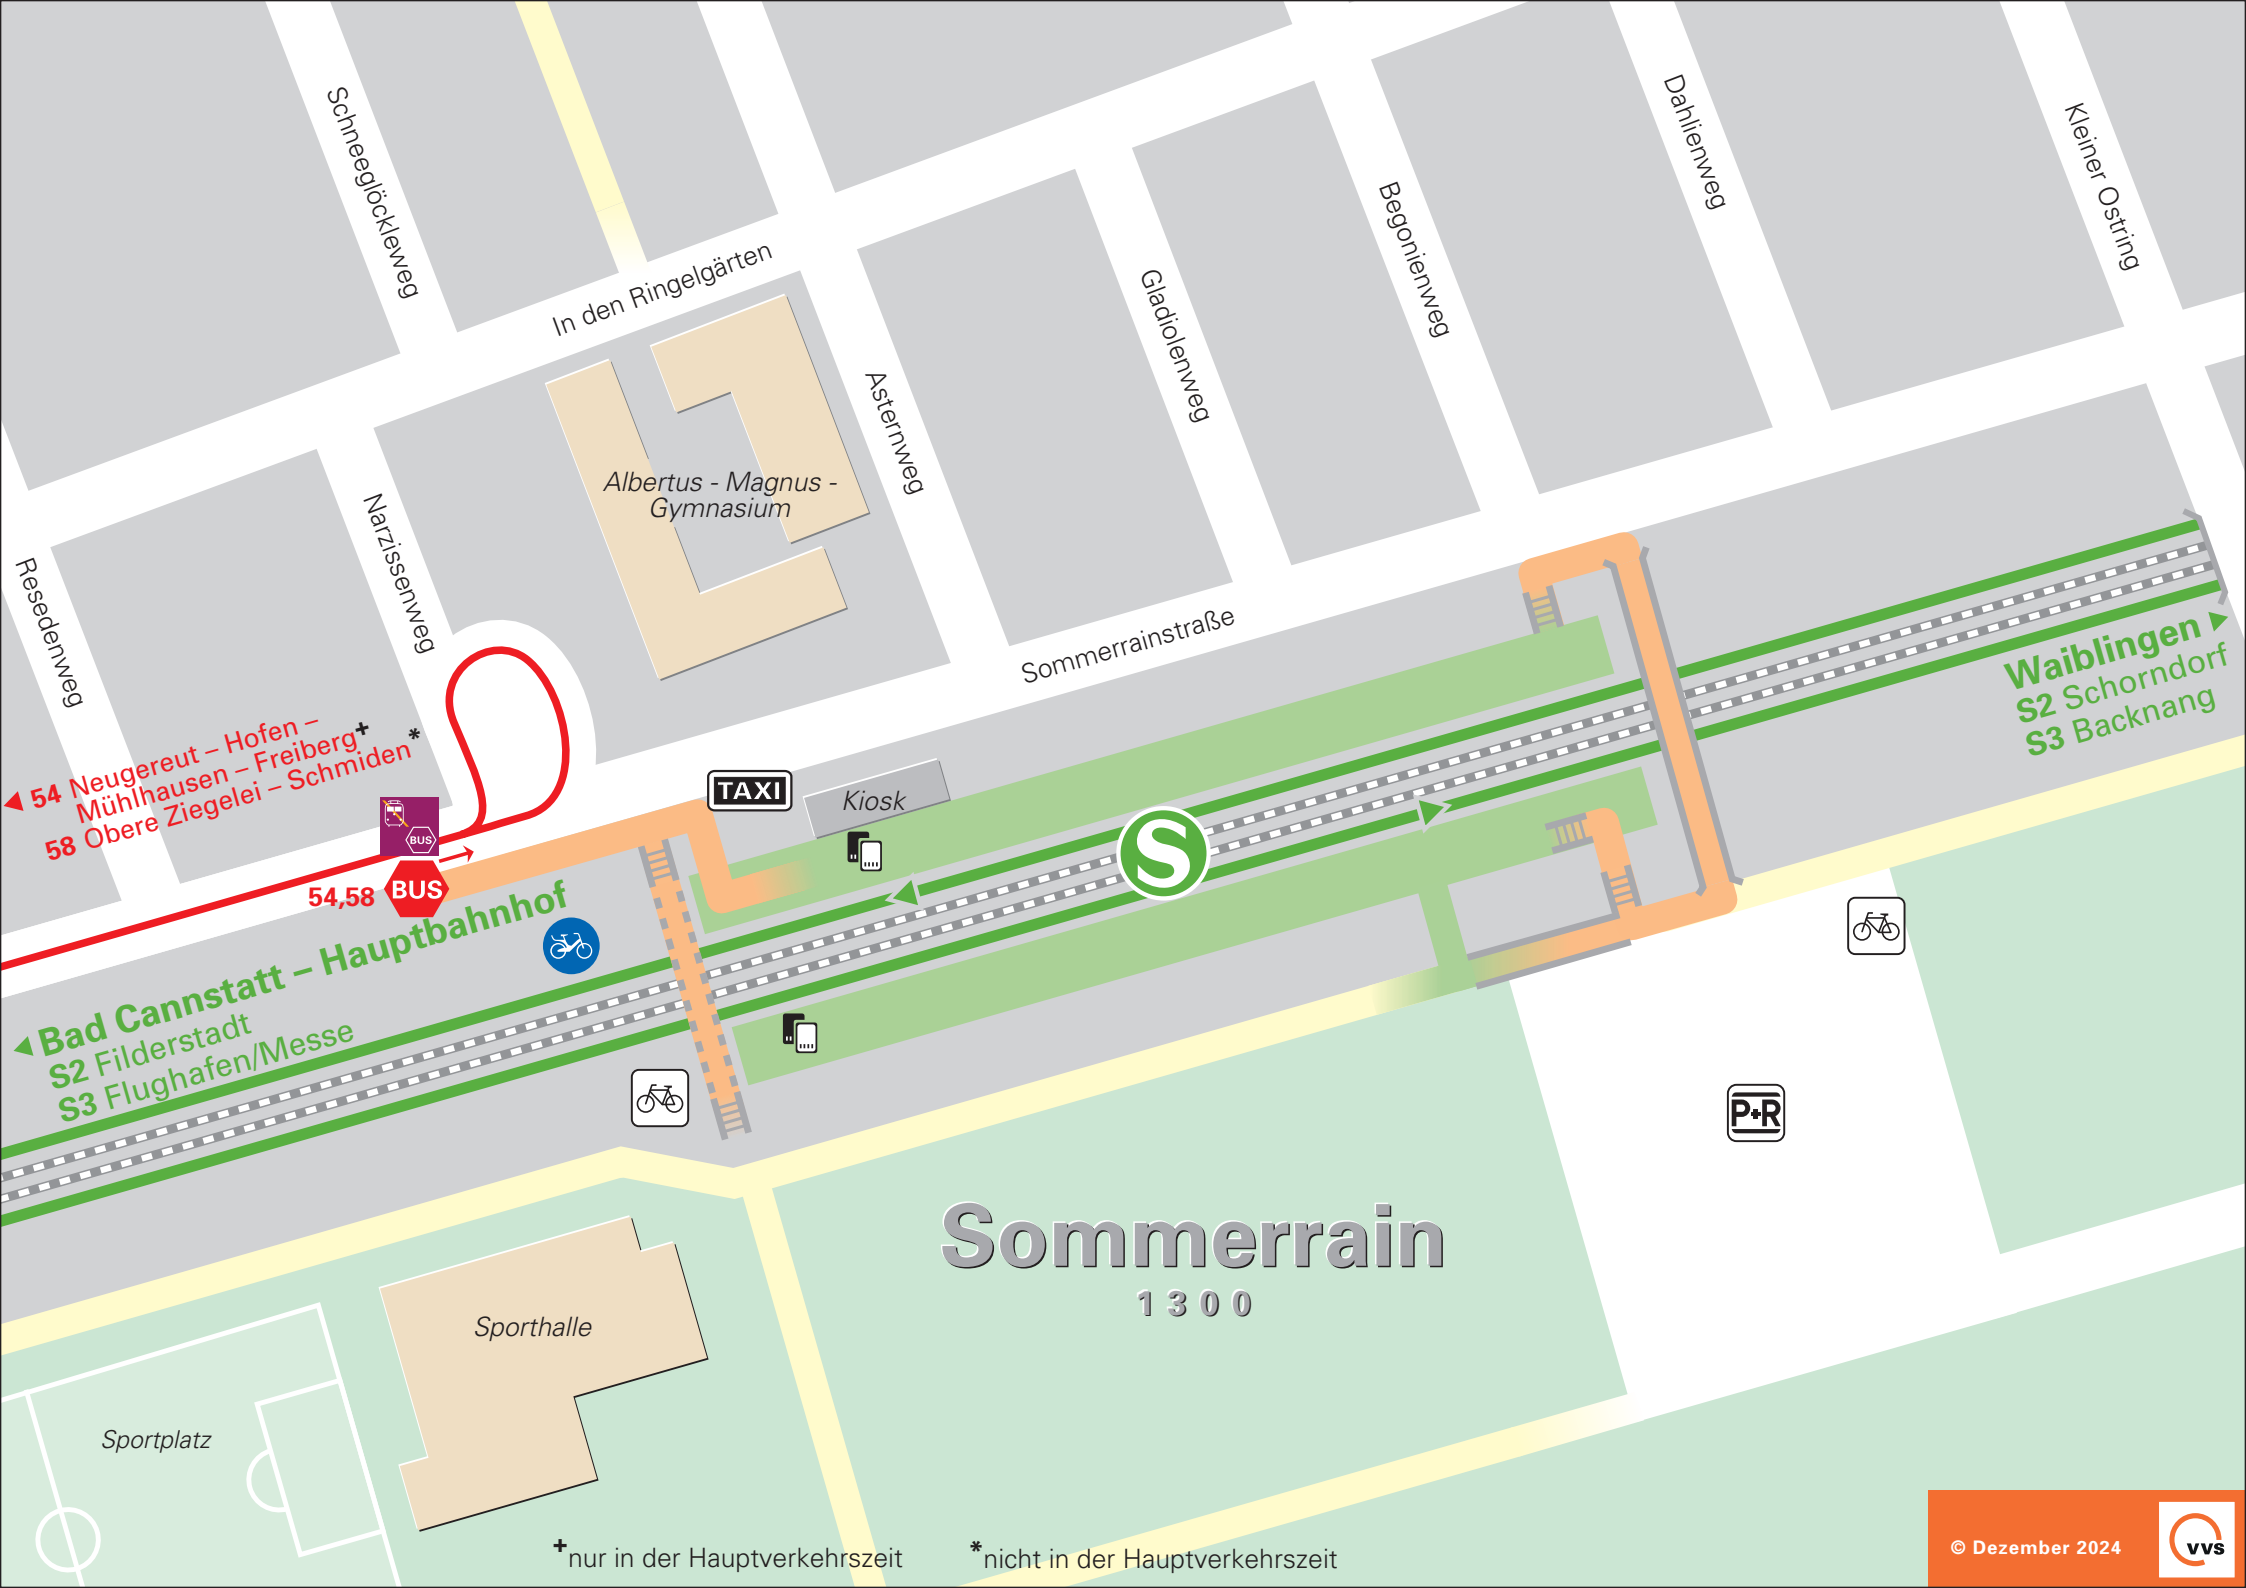 Schneeglöckleweg
In den Ringelgärten
Dahlienweg
Kleiner Ostring
Begonienweg
Gladiolenweg
Asternweg
Albertus - Magnus -
Gymnasium
Narzissenweg
Resedenweg
Sommerrainstraße
54 Neugereut – Hofen –
Mühlhausen – Freiberg+
58 Obere Ziegelei – Schmiden*
BUS
54,58 BUS
TAXI
Kiosk
S
Waiblingen
S2 Schorndorf
S3 Backnang
Bad Cannstatt – Hauptbahnhof
S2 Filderstadt
S3 Flughafen/Messe
P+R
Sommerrain
1300
Sporthalle
Sportplatz
+nur in der Hauptverkehrszeit
*nicht in der Hauptverkehrszeit
© Dezember 2024
vvs